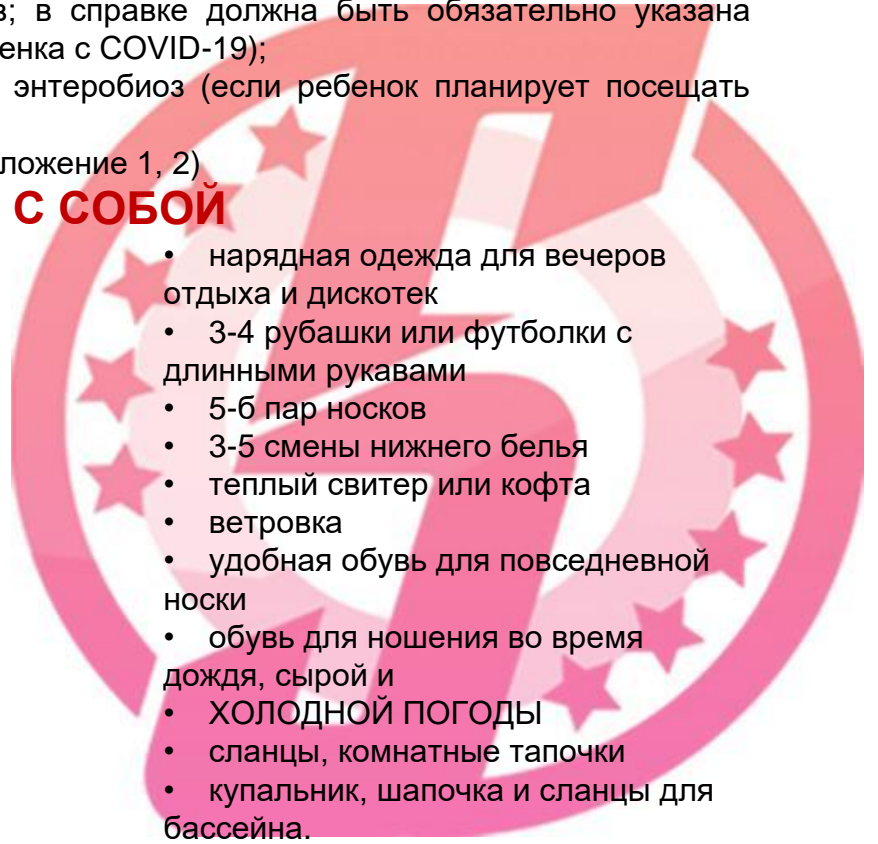 в; в справке должна быть обязательно указана
енка с COVID-19);
энтеробиоз (если ребенок планирует посещать
ложение 1, 2)
С СОБОЙ
• нарядная одежда для вечеров
отдыха и дискотек
• 3-4 рубашки или футболки с
длинными рукавами
• 5-б пар носков
• 3-5 смены нижнего белья
• теплый свитер или кофта
• ветровка
• удобная обувь для повседневной
носки
• обувь для ношения во время
дождя, сырой и
• ХОЛОДНОЙ ПОГОДЫ
• сланцы, комнатные тапочки
• купальник, шапочка и сланцы для
бассейна.